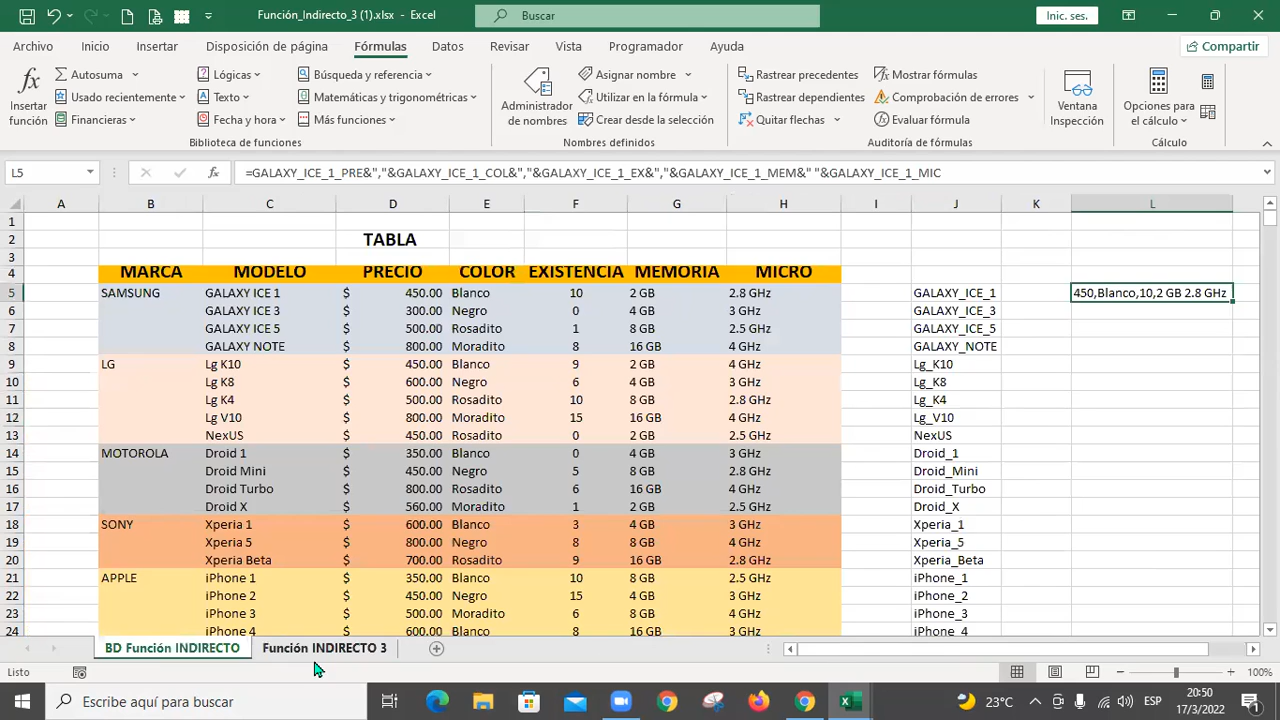 Función_Indirecto_3 (1).xlsx - Excel
Buscar
Inic. ses.
Archivo Inicio Insertar Disposición de página Fórmulas Datos Revisar Vista Programador Ayuda
Compartir
Insertar función
Autosuma
Usado recientemente
Financieras
Lógicas
Texto
Fecha y hora
Búsqueda y referencia
Matemáticas y trigonométricas
Más funciones
Biblioteca de funciones
Administrador de nombres
Asignar nombre
Utilizar en la fórmula
Crear desde la selección
Nombres definidos
Rastrear precedentes
Rastrear dependientes
Quitar flechas
Mostrar fórmulas
Comprobación de errores
Evaluar fórmula
Auditoría de fórmulas
Ventana Inspección
Opciones para el cálculo
Cálculo
L5
fx
=GALAXY_ICE_1_PRE&","&GALAXY_ICE_1_COL&","&GALAXY_ICE_1_EX&","&GALAXY_ICE_1_MEM&" "&GALAXY_ICE_1_MIC
A B C D E F G H I J K L
1
2 TABLA
3
4 MARCA MODELO PRECIO COLOR EXISTENCIA MEMORIA MICRO
5 SAMSUNG GALAXY ICE 1 $ 450.00 Blanco 10 2 GB 2.8 GHz GALAXY_ICE_1 450,Blanco,10,2 GB 2.8 GHz
6 GALAXY ICE 3 $ 300.00 Negro 0 4 GB 3 GHz GALAXY_ICE_3
7 GALAXY ICE 5 $ 500.00 Rosadito 1 8 GB 2.5 GHz GALAXY_ICE_5
8 GALAXY NOTE $ 800.00 Moradito 8 16 GB 4 GHz GALAXY_NOTE
9 LG Lg K10 $ 450.00 Blanco 9 2 GB 4 GHz Lg_K10
10 Lg K8 $ 600.00 Negro 6 4 GB 3 GHz Lg_K8
11 Lg K4 $ 500.00 Rosadito 10 8 GB 2.8 GHz Lg_K4
12 Lg V10 $ 800.00 Moradito 15 16 GB 4 GHz Lg_V10
13 NexUS $ 450.00 Rosadito 0 2 GB 2.5 GHz NexUS
14 MOTOROLA Droid 1 $ 350.00 Blanco 0 4 GB 3 GHz Droid_1
15 Droid Mini $ 450.00 Negro 5 8 GB 2.8 GHz Droid_Mini
16 Droid Turbo $ 800.00 Rosadito 6 16 GB 4 GHz Droid_Turbo
17 Droid X $ 560.00 Moradito 1 2 GB 2.5 GHz Droid_X
18 SONY Xperia 1 $ 600.00 Blanco 3 4 GB 3 GHz Xperia_1
19 Xperia 5 $ 800.00 Negro 8 8 GB 4 GHz Xperia_5
20 Xperia Beta $ 700.00 Rosadito 9 16 GB 2.8 GHz Xperia_Beta
21 APPLE iPhone 1 $ 350.00 Blanco 10 8 GB 2.5 GHz iPhone_1
22 iPhone 2 $ 450.00 Negro 15 4 GB 3 GHz iPhone_2
23 iPhone 3 $ 500.00 Moradito 6 8 GB 4 GHz iPhone_3
24 iPhone 4 $ 600.00 Blanco 8 16 GB 3 GHz iPhone_4
BD Función INDIRECTO Función INDIRECTO 3
Listo
100%
Escribe aquí para buscar
23°C
ESP
20:50
17/3/2022
1